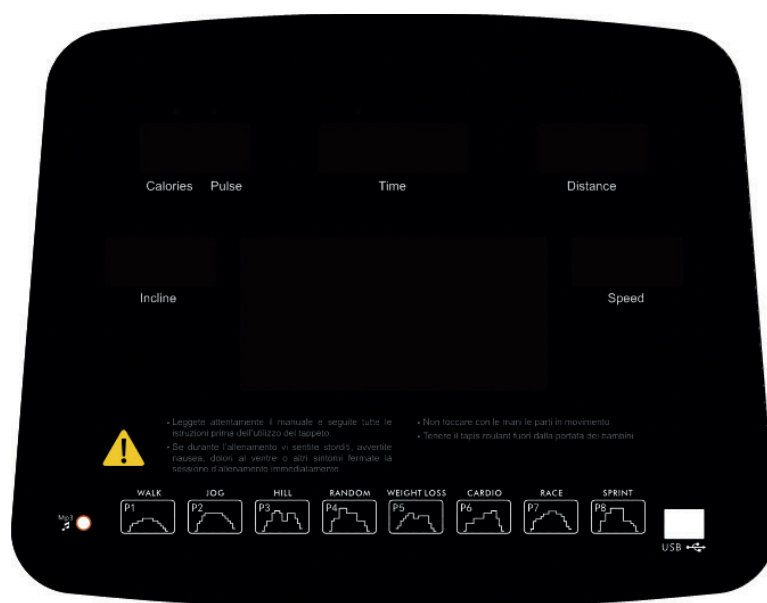 Calories Pulse Time Distance
Incline Speed
• Leggete attentamente il manuale e seguite tutte le
istruzioni prima dell'utilizzo del tappeto.
• Se durante l'allenamento vi sentite storditi, avvertite
nausea, dolori al ventre o altri sintomi fermate la
sessione d'allenamento immediatamente.
• Non toccare con le mani le parti in movimento
• Tenere il tapis roulant fuori dalla portata dei bambini
WALK JOG HILL RANDOM WEIGHT LOSS CARDIO RACE SPRINT
P1 P2 P3 P4 P5 P6 P7 P8
Mp3
USB